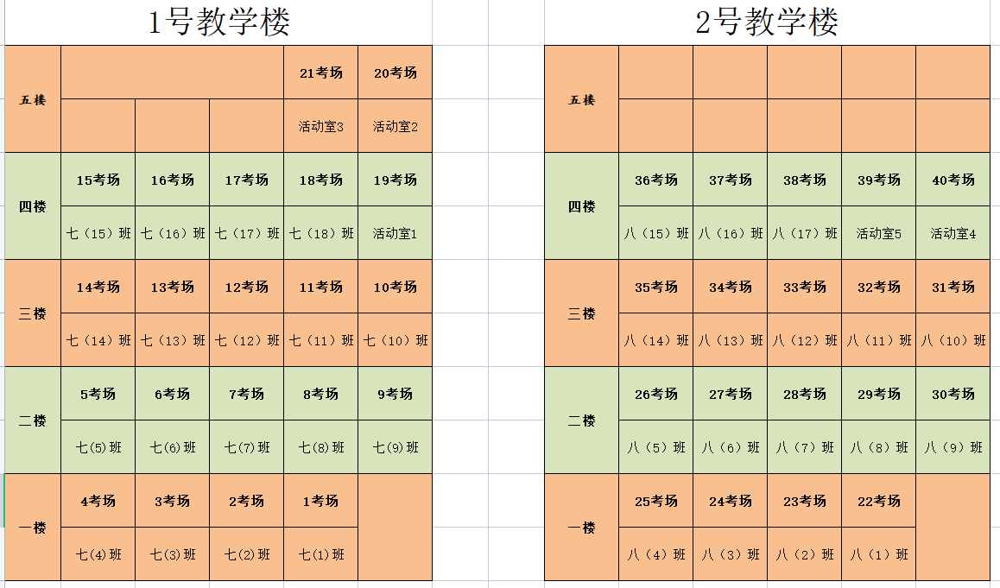 1号教学楼 2号教学楼
21考场 20考场
五楼 五楼
活动室3 活动室2
15考场 16考场 17考场 18考场 19考场 36考场 37考场 38考场 39考场 40考场
四楼 四楼
七（15）班 七（16）班 七（17）班 七（18）班 活动室1 八（15）班 八（16）班 八（17）班 活动室5 活动室4
14考场 13考场 12考场 11考场 10考场 35考场 34考场 33考场 32考场 31考场
三楼 三楼
七（14）班 七（13）班 七（12）班 七（11）班 七（10）班 八（14）班 八（13）班 八（12）班 八（11）班 八（10）班
5考场 6考场 7考场 8考场 9考场 26考场 27考场 28考场 29考场 30考场
二楼 二楼
七(5)班 七(6)班 七(7)班 七(8)班 七(9)班 八（5）班 八（6）班 八（7）班 八（8）班 八（9）班
4考场 3考场 2考场 1考场 25考场 24考场 23考场 22考场
一楼 一楼
七(4)班 七(3)班 七(2)班 七(1)班 八（4）班 八（3）班 八（2）班 八（1）班